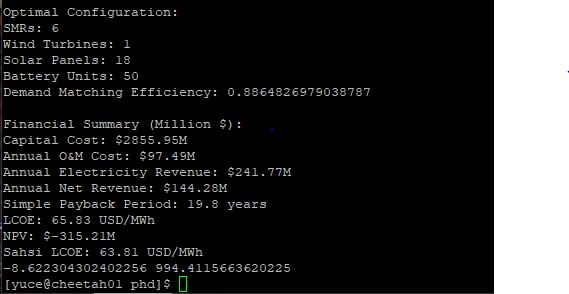 Optimal Configuration:
SMRs: 6
Wind Turbines: 1
Solar Panels: 18
Battery Units: 50
Demand Matching Efficiency: 0.8864826979038787
Financial Summary (Million $):
Capital Cost: $2855.95M
Annual O&M Cost: $97.49M
Annual Electricity Revenue: $241.77M
Annual Net Revenue: $144.28M
Simple Payback Period: 19.8 years
LCOE: 65.83 USD/MWh
NPV: $-315.21M
Sahsi LCOE: 63.81 USD/MWh
-8.622304302402256 994.4115663620225
[yuce@cheetah01 phd]$